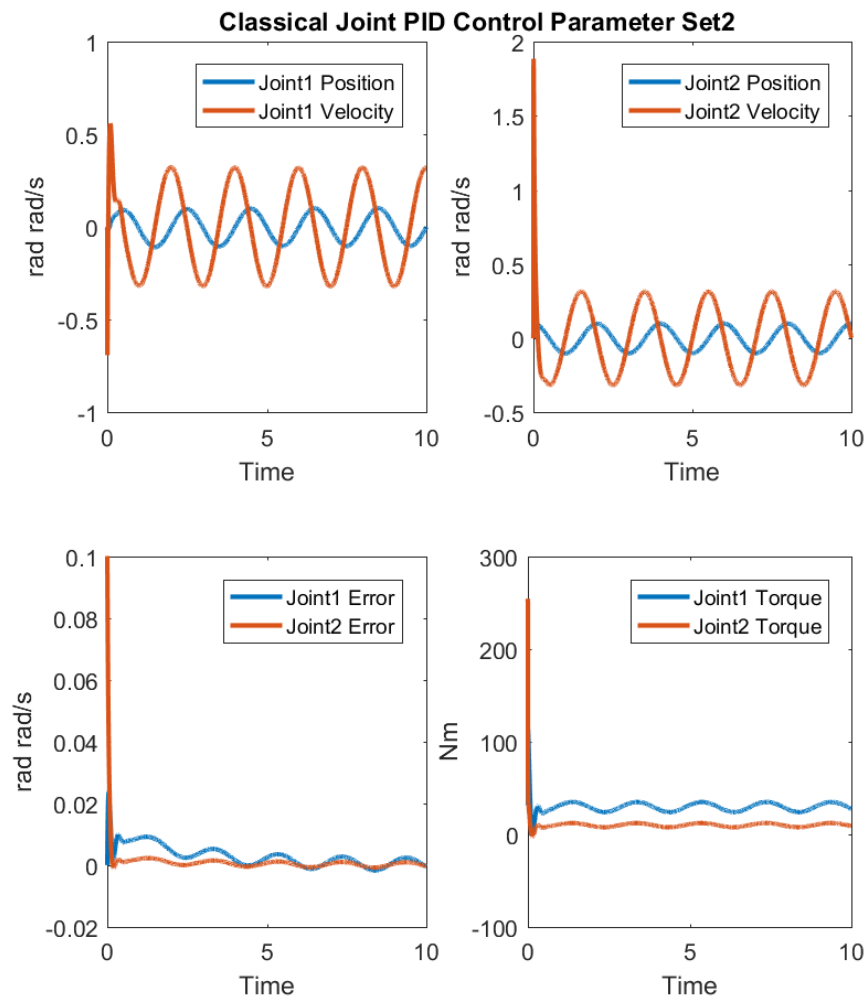 Classical Joint PID Control Parameter Set2
1
0.5
0
-0.5
-1
rad rad/s
Joint1 Position
Joint1 Velocity
0 5 10
Time
2
1.5
1
0.5
0
-0.5
rad rad/s
Joint2 Position
Joint2 Velocity
0 5 10
Time
0.1
0.08
0.06
0.04
0.02
0
-0.02
rad rad/s
Joint1 Error
Joint2 Error
0 5 10
Time
300
200
100
0
-100
Nm
Joint1 Torque
Joint2 Torque
0 5 10
Time